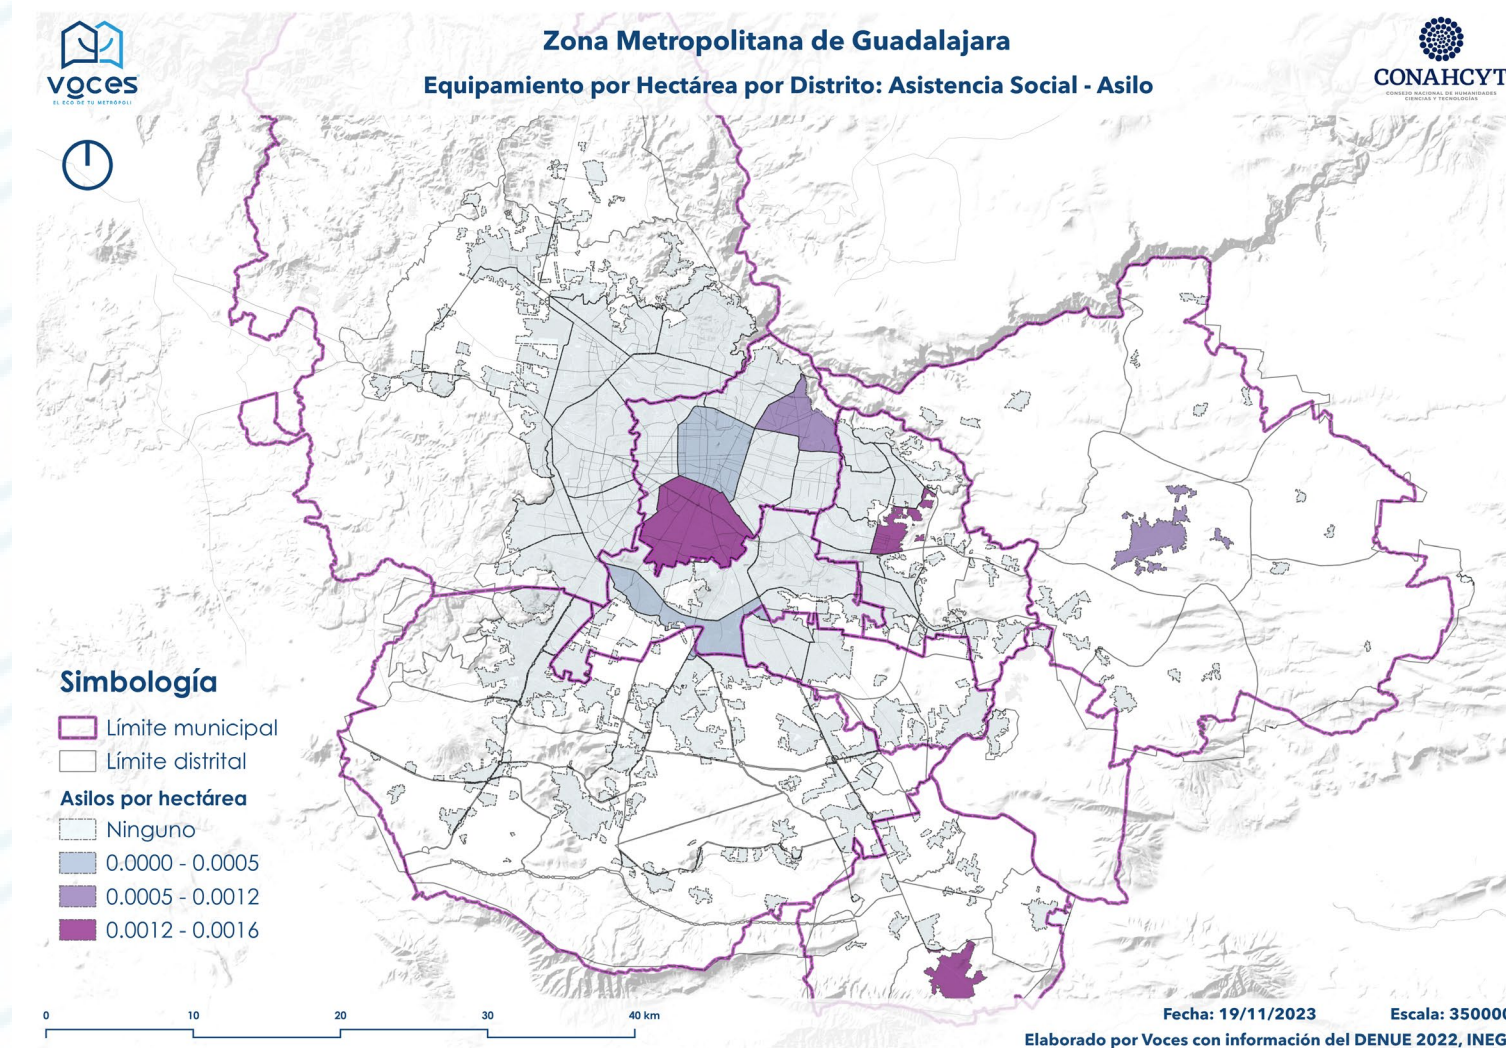 voces
EL ECO DE TU METRÓPOLI
Zona Metropolitana de Guadalajara
Equipamiento por Hectárea por Distrito: Asistencia Social - Asilo
CONAHCYT
CONSEJO NACIONAL DE HUMANIDADES
CIENCIAS Y TECNOLOGÍAS
Simbología
Límite municipal
Límite distrital
Asilos por hectárea
Ninguno
0.0000 - 0.0005
0.0005 - 0.0012
0.0012 - 0.0016
0 10 20 30 40 km
Fecha: 19/11/2023 Escala: 350000
Elaborado por Voces con información del DENUE 2022, INEG